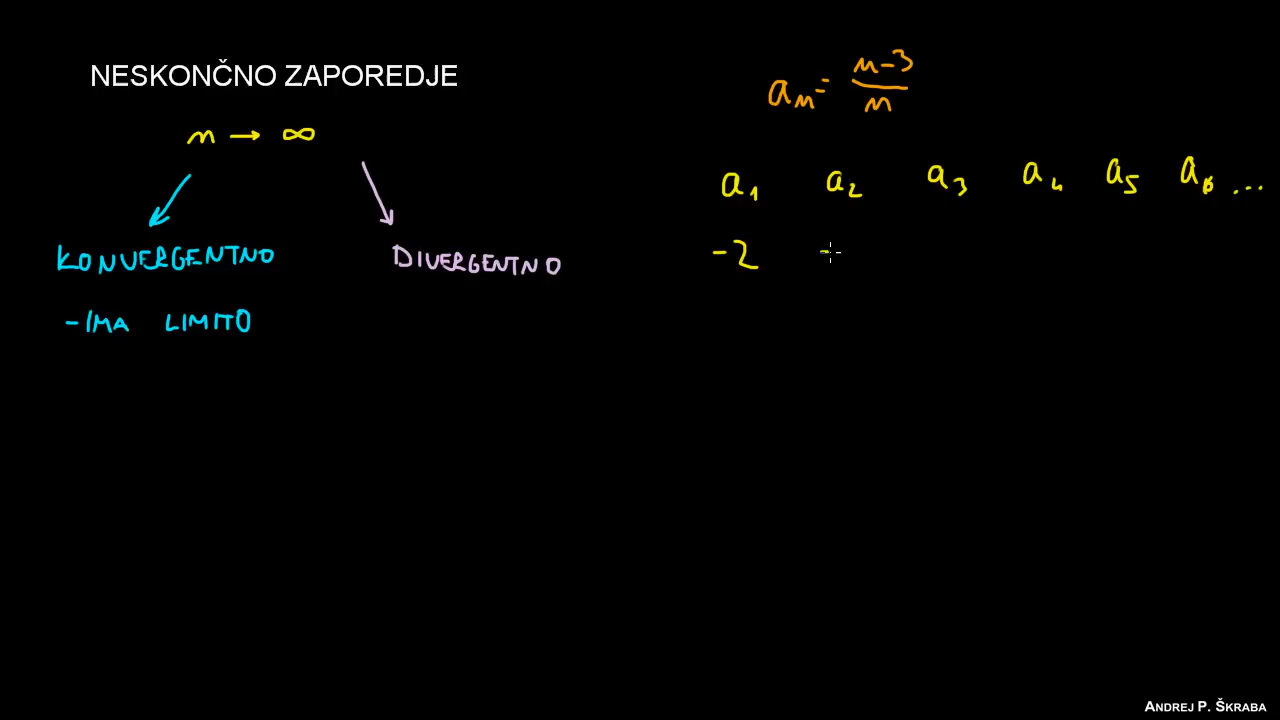 NESKONČNO ZAPOREDJE
n → ∞
KONVERGENTNO
- IMA LIMITO
DIVERGENTNO
aₙ = (n-3)/n
a₁ a₂ a₃ a₄ a₅ a₆ ...
-2 -
ANDREJ P. ŠKRABA